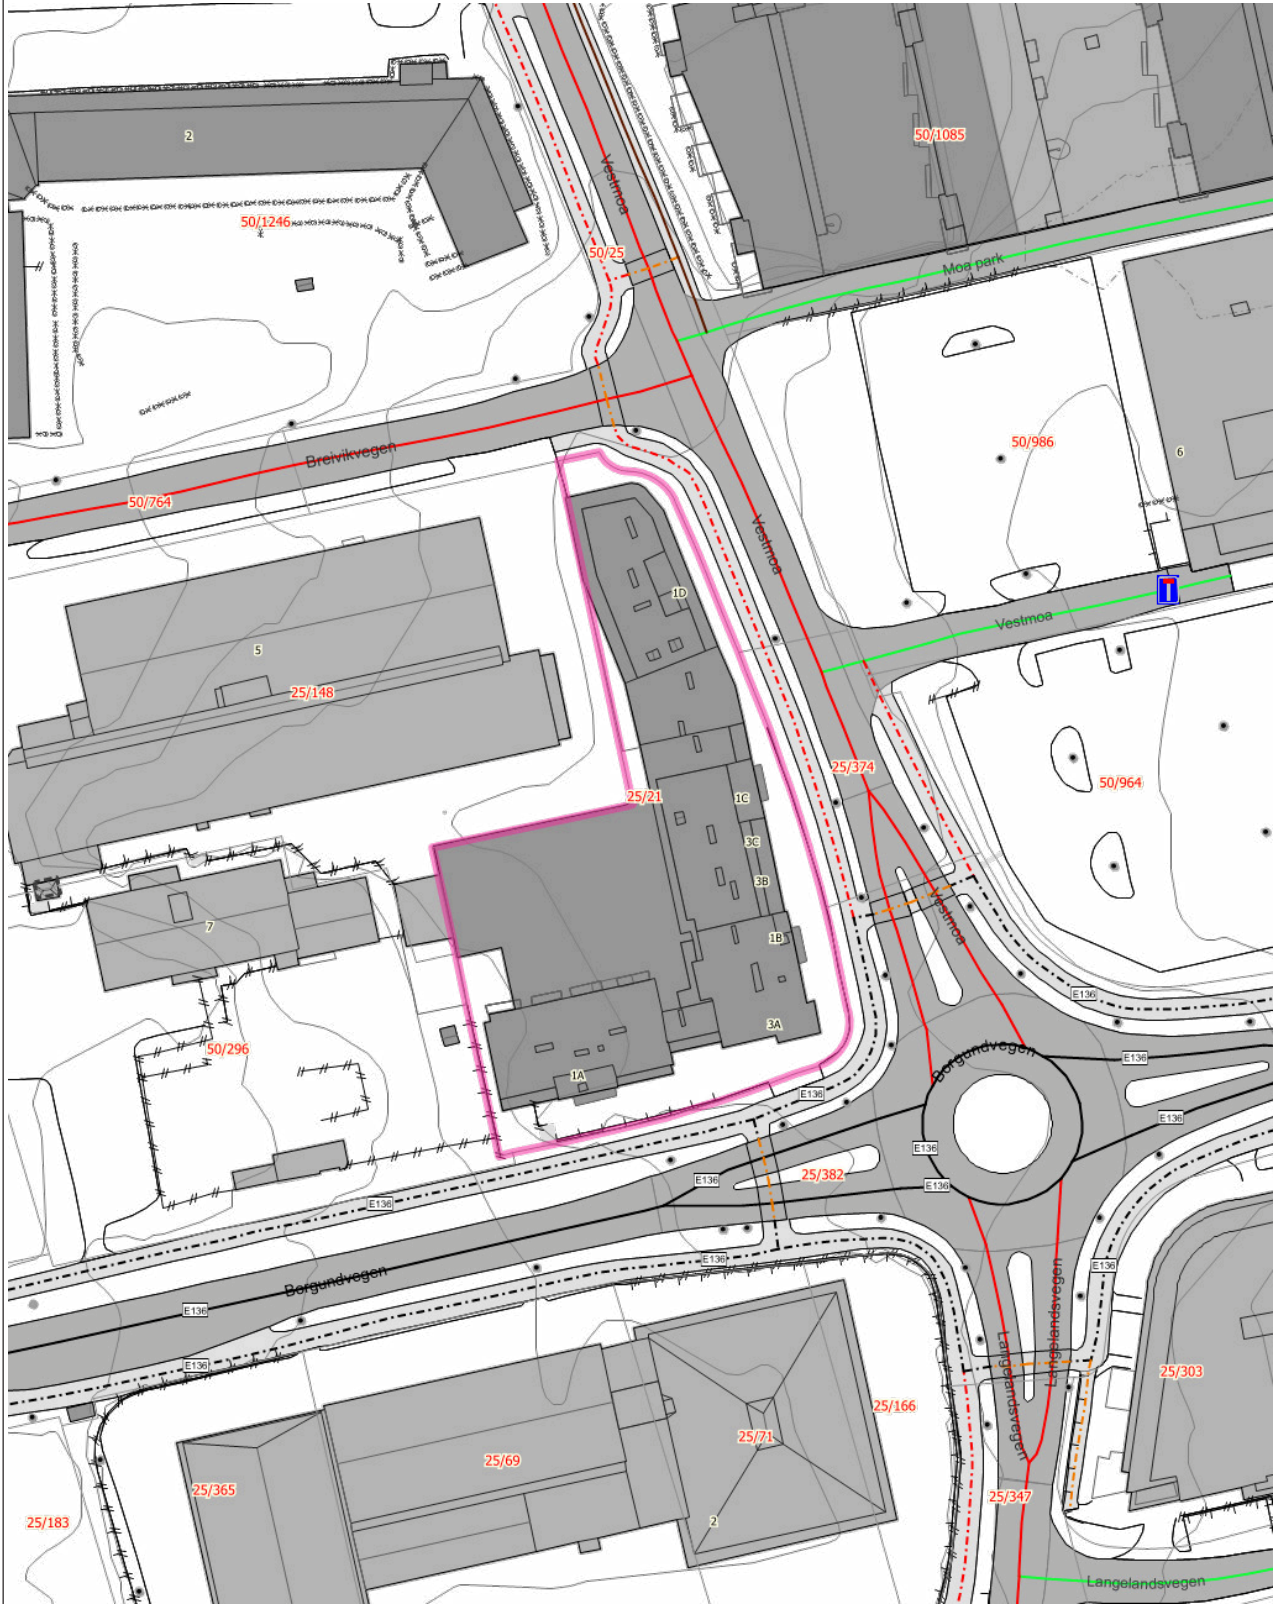 2
Vestmoa
50/1085
50/1246
50/25
Moa park
50/986
6
Breivikvegen
50/764
Vestmoa
1D
Vestmoa
5
25/148
25/374
50/964
25/21
1C
3C
3B
7
Vestmoa
1B
E136
3A
50/296
Borgundvegen
E136
1A
E136
E136
E136
25/382
E136
E136
E136
E136
E136
Borgundvegen
E136
Langelandsvegen
E136
Langelandsvegen
25/303
25/166
25/71
25/69
25/365
25/347
25/183
2
Langelandsvegen